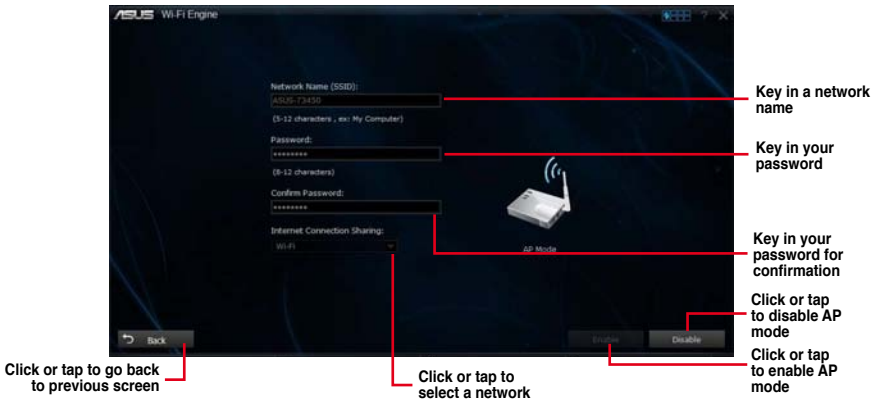 ASUS Wi-Fi Engine
?
Network Name (SSID):
ASUS-73450
(5-12 characters , ex: My Computer)
Password:
********
(8-12 characters)
Confirm Password:
********
Internet Connection Sharing:
Wi-Fi
AP Mode
Back
Enable
Disable
Key in a network
name
Key in your
password
Key in your
password for
confirmation
Click or tap
to disable AP
mode
Click or tap
to enable AP
mode
Click or tap to go back
to previous screen
Click or tap to
select a network